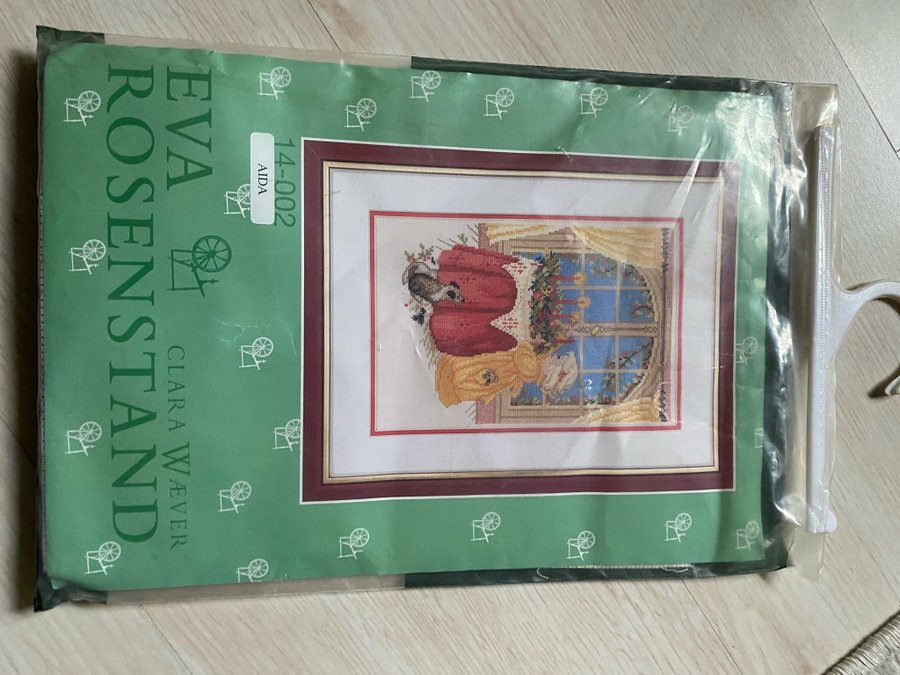 14-002
AIDA
EVA
CLARA WÆVER
ROSENSTAND